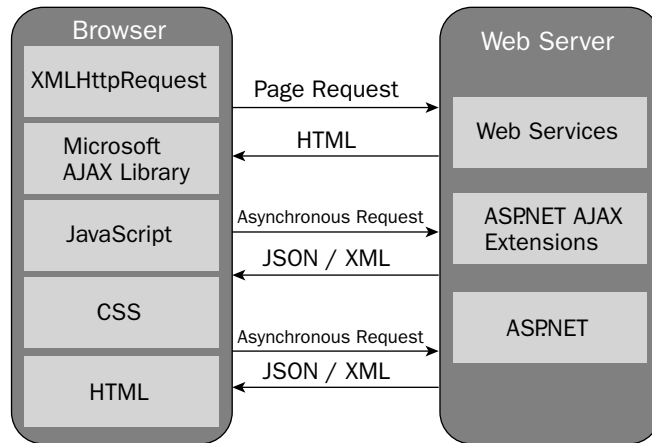 Browser
XMLHttpRequest
Microsoft
AJAX Library
JavaScript
CSS
HTML
Page Request
HTML
Asynchronous Request
JSON / XML
Asynchronous Request
JSON / XML
Web Server
Web Services
ASP.NET AJAX
Extensions
ASP.NET